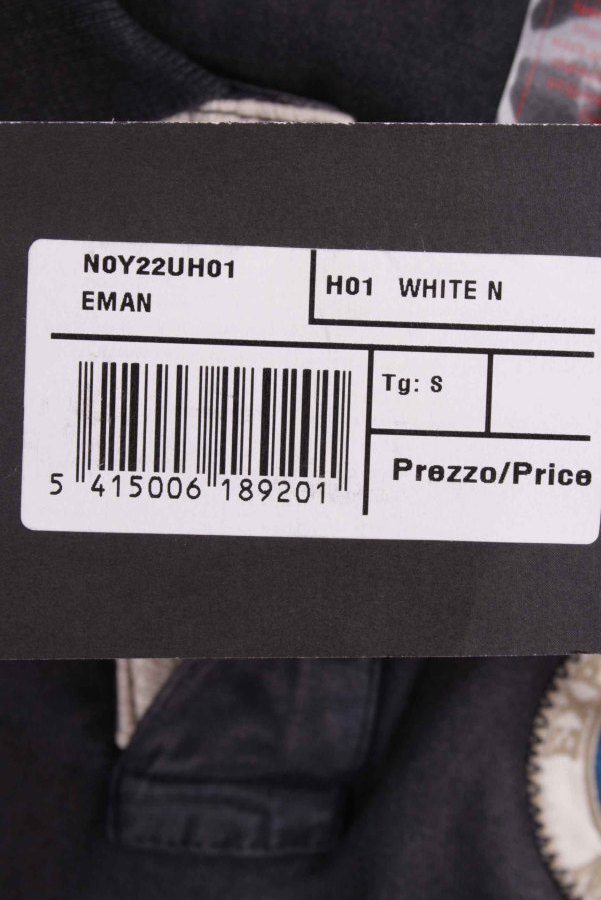 N0Y22UH01
EMAN
H01 WHITE N
Tg: S
Prezzo/Price
5 415006 189201